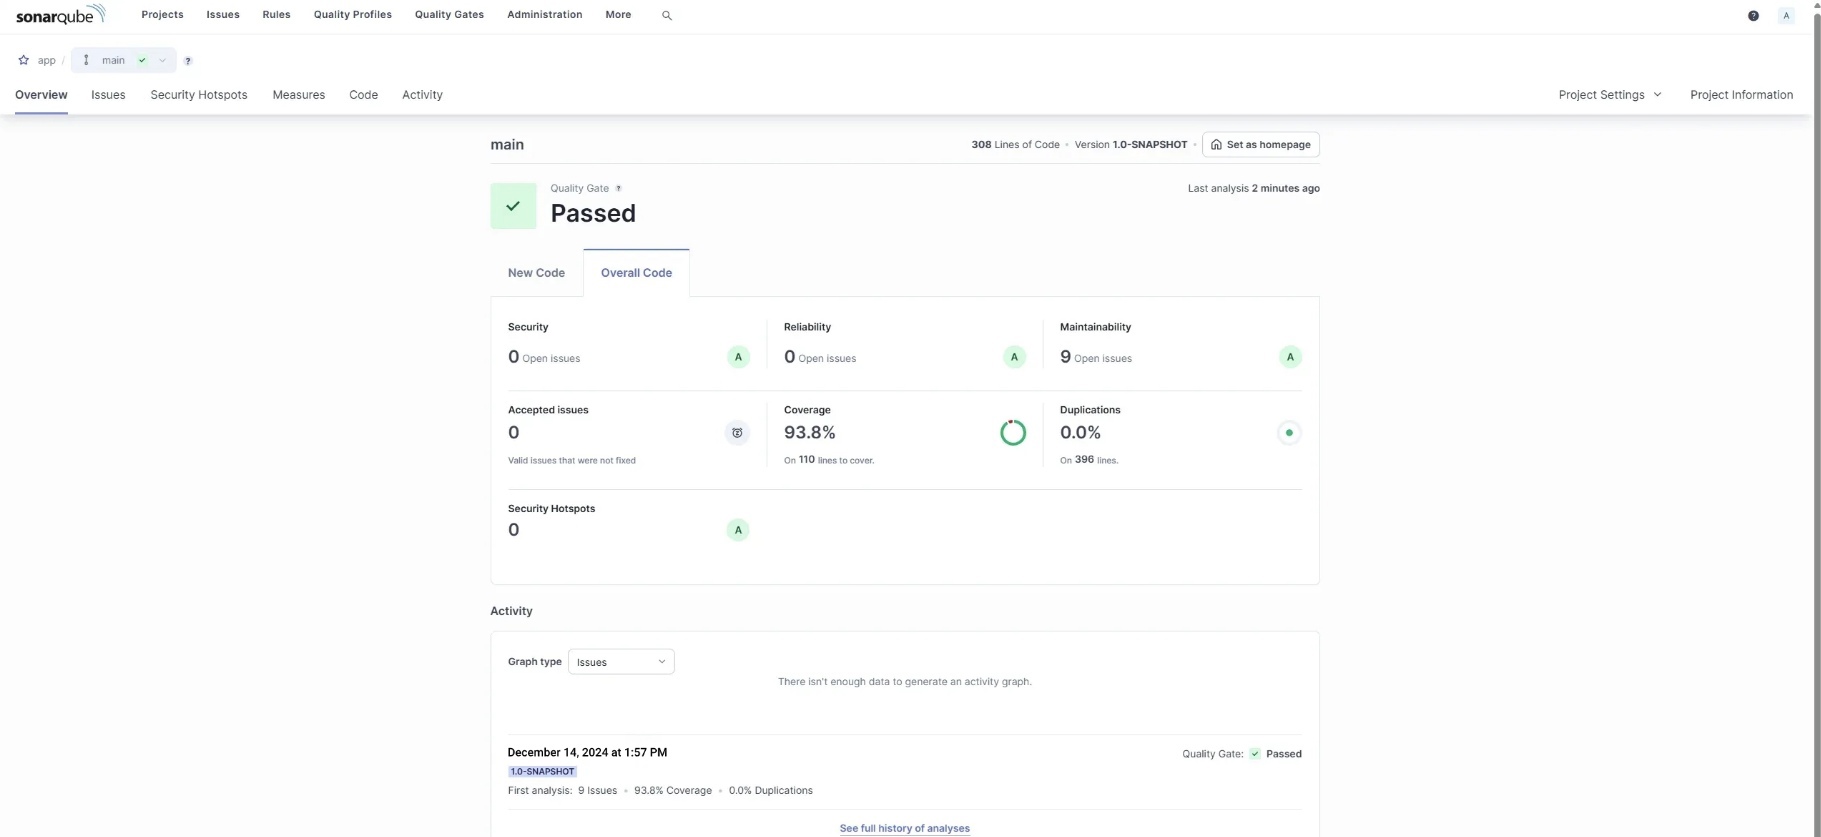 sonarqube Projects Issues Rules Quality Profiles Quality Gates Administration More ? A
app / main ?
Overview Issues Security Hotspots Measures Code Activity Project Settings Project Information
main 308 Lines of Code • Version 1.0-SNAPSHOT • Set as homepage
Quality Gate ? Last analysis 2 minutes ago
Passed
New Code Overall Code
Security Reliability Maintainability
0 Open issues A 0 Open issues A 9 Open issues A
Accepted issues Coverage Duplications
0 93.8% 0.0%
Valid issues that were not fixed On 110 lines to cover. On 396 lines.
Security Hotspots
0 A
Activity
Graph type Issues
There isn't enough data to generate an activity graph.
December 14, 2024 at 1:57 PM Quality Gate: Passed
1.0-SNAPSHOT
First analysis: 9 Issues • 93.8% Coverage • 0.0% Duplications
See full history of analyses